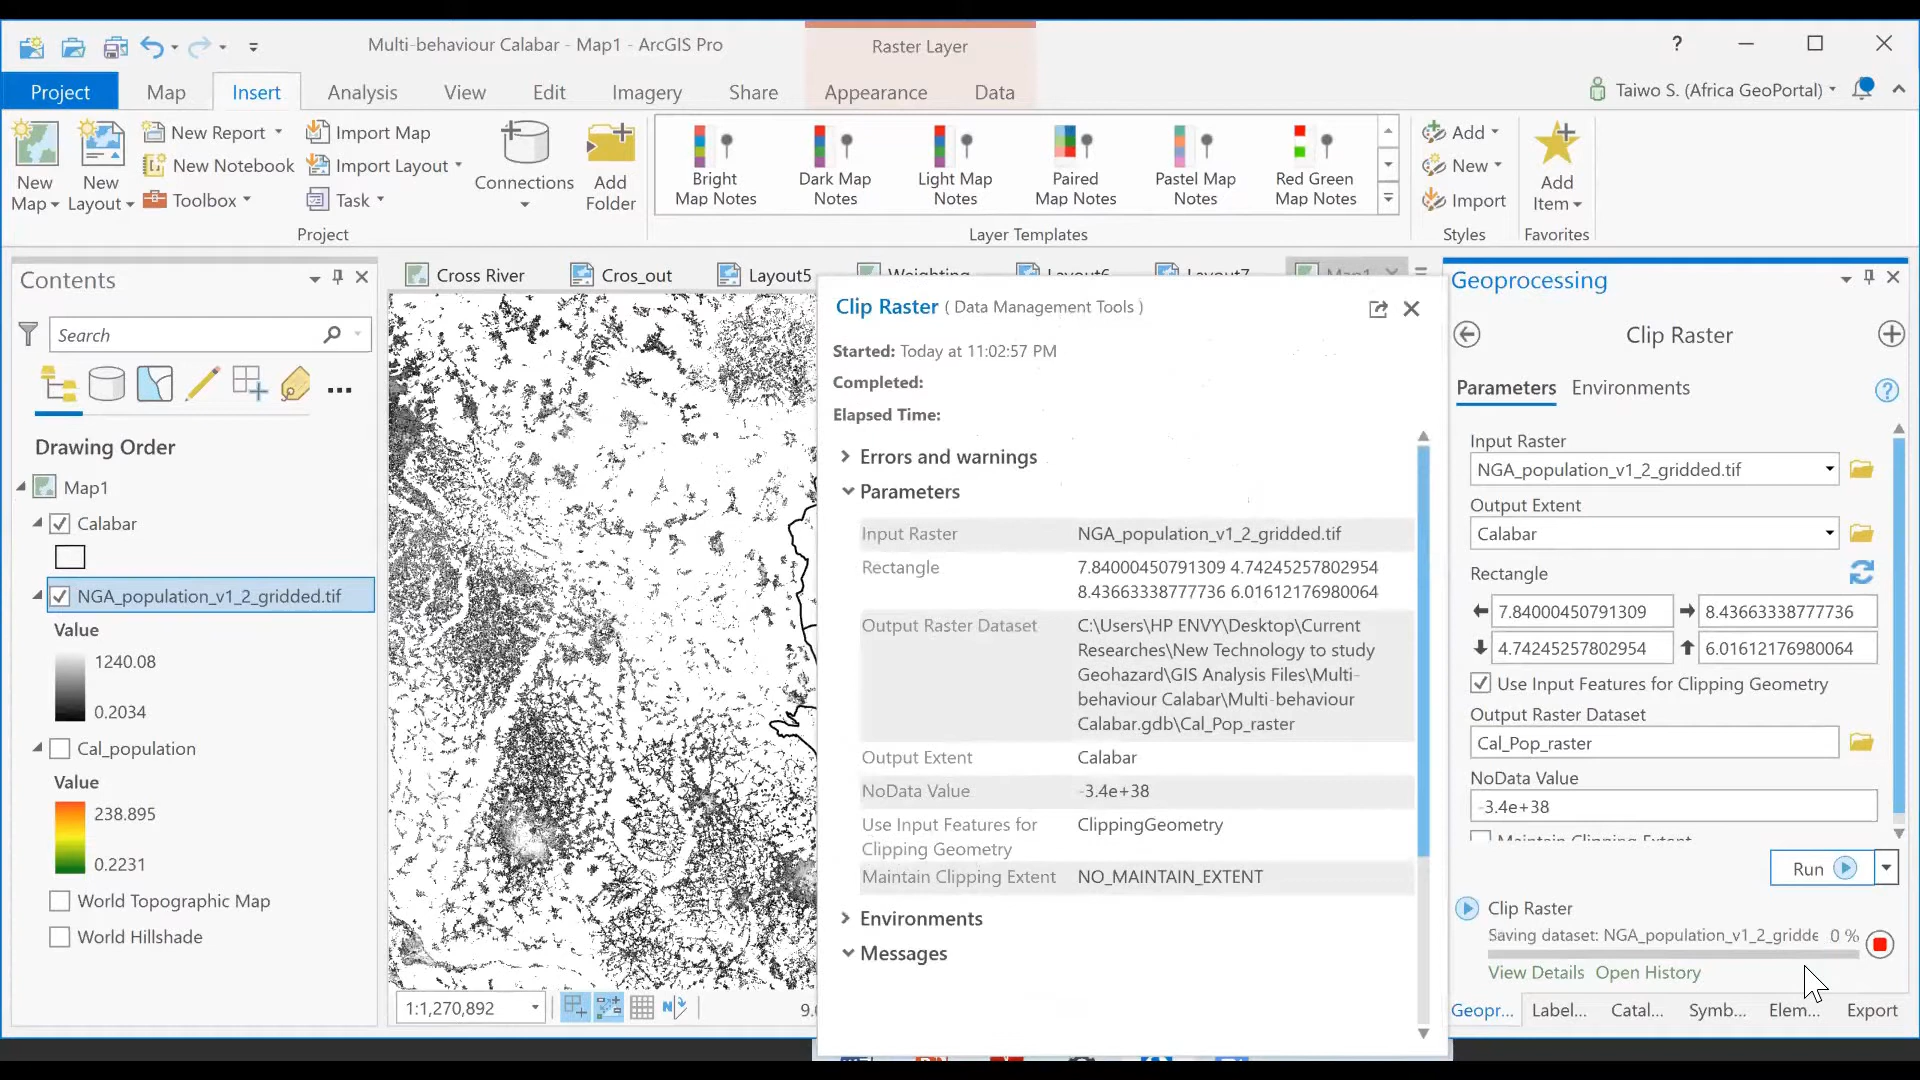 Multi-behaviour Calabar - Map1 - ArcGIS Pro
Raster Layer
?
Project Map Insert Analysis View Edit Imagery Share Appearance Data
Taiwo S. (Africa GeoPortal)
New Report
Import Map
New Notebook
Import Layout
Toolbox
Task
New Map
New Layout
Connections
Add Folder
Bright Map Notes
Dark Map Notes
Light Map Notes
Paired Map Notes
Pastel Map Notes
Red Green Map Notes
Add
New
Import
Add Item
Project
Layer Templates
Styles
Favorites
Contents
Search
Drawing Order
Map1
Calabar
NGA_population_v1_2_gridded.tif
Value
1240.08
0.2034
Cal_population
Value
238.895
0.2231
World Topographic Map
World Hillshade
Cross River Cros_out Layout5 Weighting Layout6 Layout7 Map1
1:1,270,892
9.
Clip Raster ( Data Management Tools )
Started: Today at 11:02:57 PM
Completed:
Elapsed Time:
Errors and warnings
Parameters
Input Raster NGA_population_v1_2_gridded.tif
Rectangle 7.84000450791309 4.74245257802954
8.43663338777736 6.01612176980064
Output Raster Dataset C:\Users\HP ENVY\Desktop\Current
Researches\New Technology to study
Geohazard\GIS Analysis Files\Multi-
behaviour Calabar\Multi-behaviour
Calabar.gdb\Cal_Pop_raster
Output Extent Calabar
NoData Value -3.4e+38
Use Input Features for ClippingGeometry
Clipping Geometry
Maintain Clipping Extent NO_MAINTAIN_EXTENT
Environments
Messages
Geoprocessing
Clip Raster
Parameters Environments
?
Input Raster
NGA_population_v1_2_gridded.tif
Output Extent
Calabar
Rectangle
7.84000450791309 8.43663338777736
4.74245257802954 6.01612176980064
Use Input Features for Clipping Geometry
Output Raster Dataset
Cal_Pop_raster
NoData Value
-3.4e+38
Maintain Clipping Extent
Run
Clip Raster
Saving dataset: NGA_population_v1_2_gridde 0 %
View Details Open History
Geopr... Label... Catal... Symb... Elem... Export